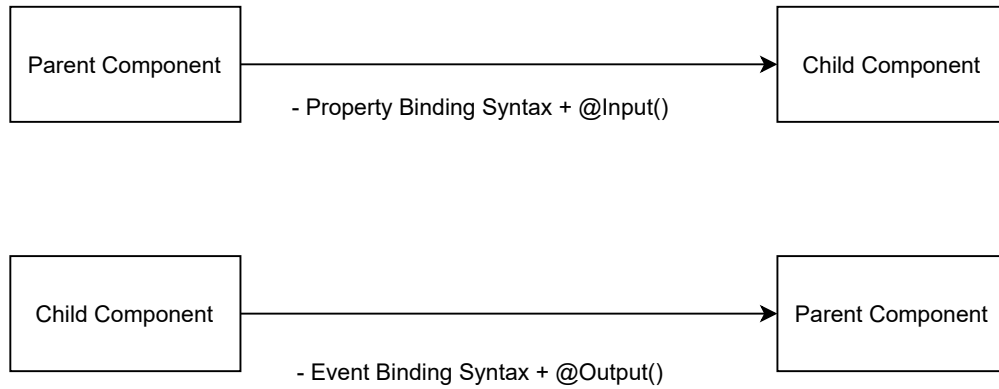 Parent Component
Child Component
- Property Binding Syntax + @Input()
Child Component
Parent Component
- Event Binding Syntax + @Output()